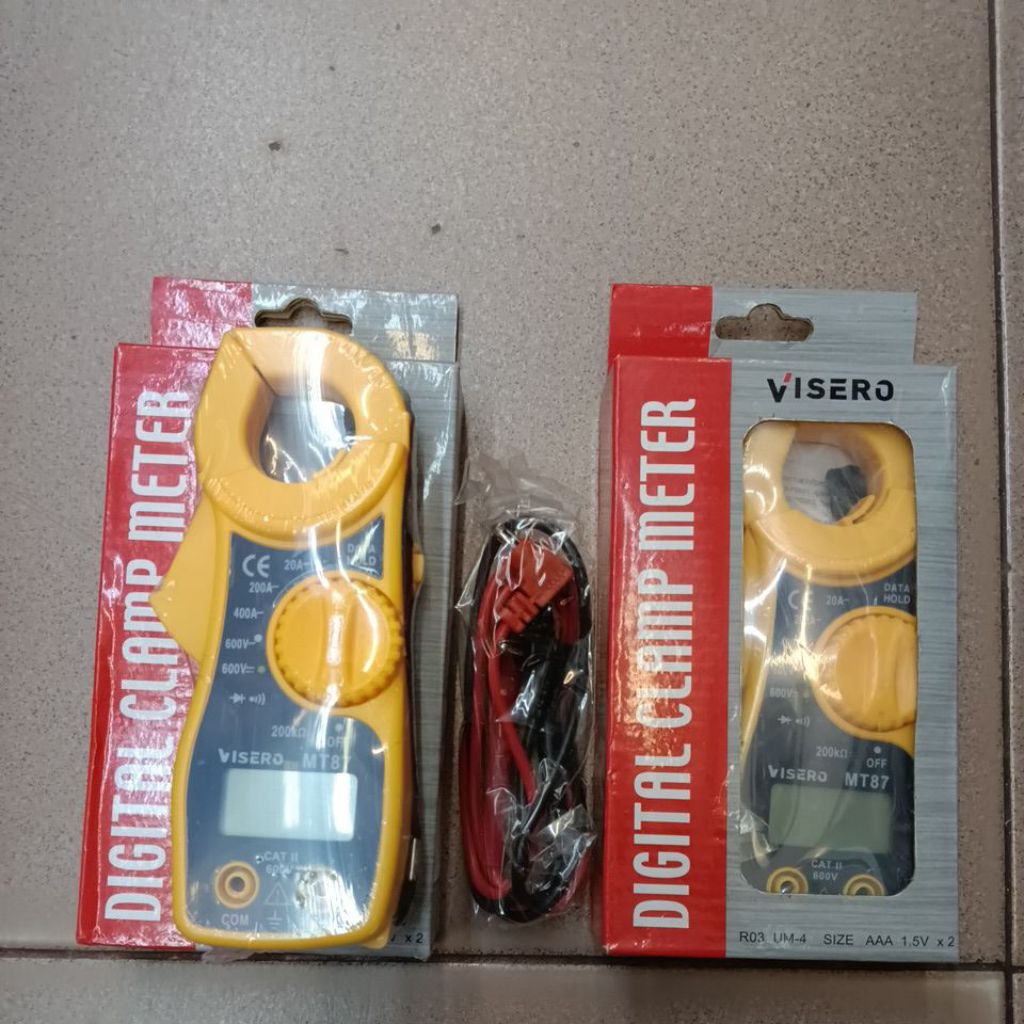 DIGITAL CLAMP METER
CE
DATA
HOLD
20A
200A
400A
600V
600V
200kΩ
OFF
VISERO MT87
CAT II
600V
COM
x 2
DIGITAL CLAMP METER
VISERO
DATA
HOLD
20A
600V
200kΩ
OFF
VISERO MT87
CAT II
600V
R03 UM-4 SIZE AAA 1.5V x 2